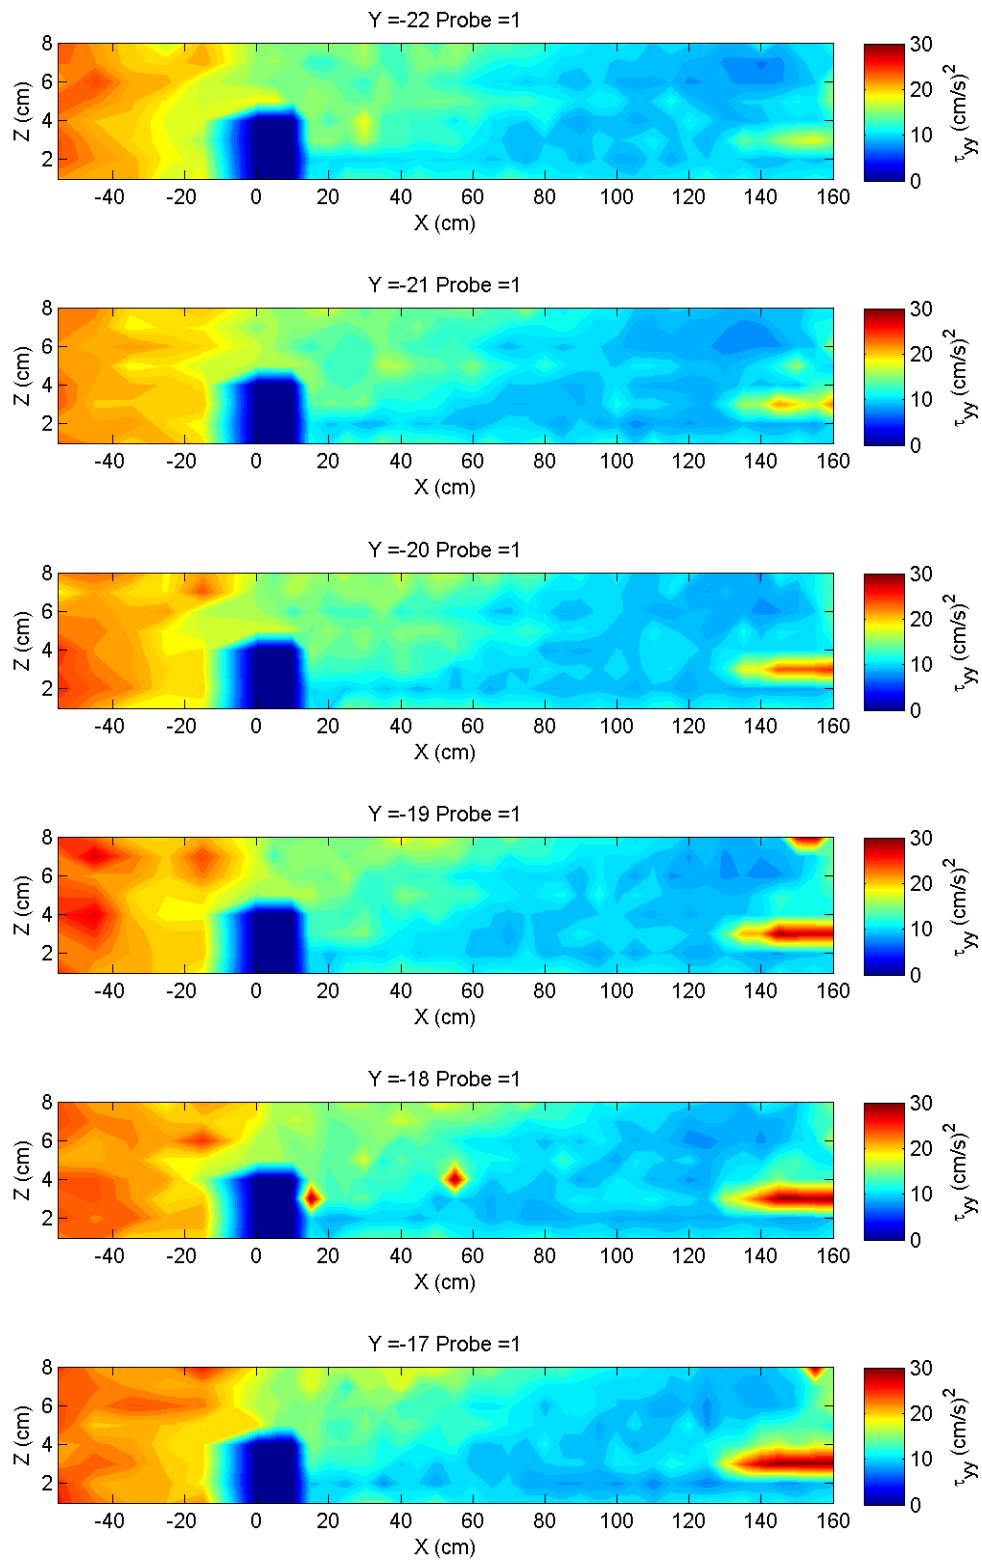 Y =-22 Probe =1
8
6
4
2
Z (cm)
-40 -20 0 20 40 60 80 100 120 140 160
X (cm)
30
20
10
0
τyy (cm/s)²
Y =-21 Probe =1
8
6
4
2
Z (cm)
-40 -20 0 20 40 60 80 100 120 140 160
X (cm)
30
20
10
0
τyy (cm/s)²
Y =-20 Probe =1
8
6
4
2
Z (cm)
-40 -20 0 20 40 60 80 100 120 140 160
X (cm)
30
20
10
0
τyy (cm/s)²
Y =-19 Probe =1
8
6
4
2
Z (cm)
-40 -20 0 20 40 60 80 100 120 140 160
X (cm)
30
20
10
0
τyy (cm/s)²
Y =-18 Probe =1
8
6
4
2
Z (cm)
-40 -20 0 20 40 60 80 100 120 140 160
X (cm)
30
20
10
0
τyy (cm/s)²
Y =-17 Probe =1
8
6
4
2
Z (cm)
-40 -20 0 20 40 60 80 100 120 140 160
X (cm)
30
20
10
0
τyy (cm/s)²